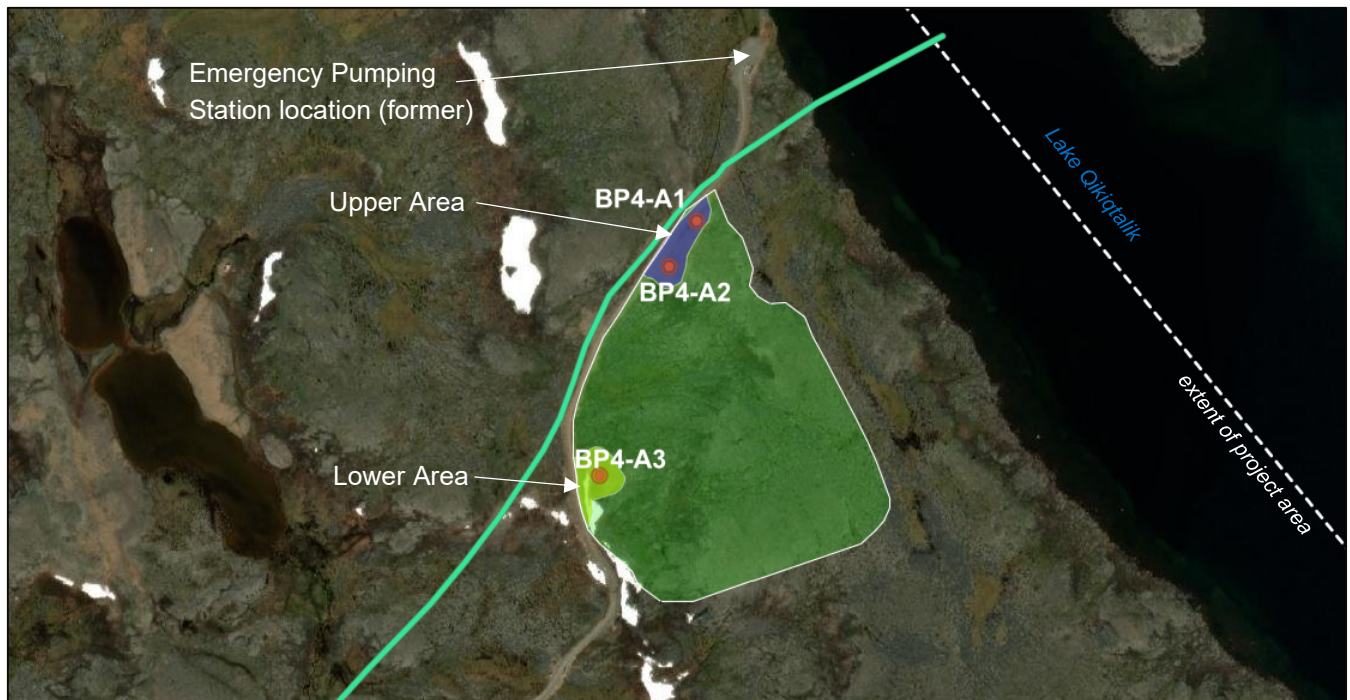 Emergency Pumping
Station location (former)
Lake Qikiqtalik
BP4-A1
Upper Area
BP4-A2
extent of project area
BP4-A3
Lower Area